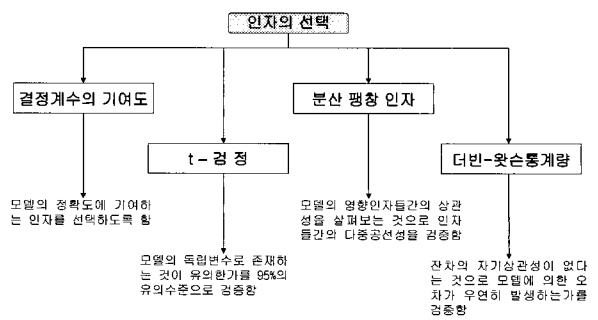 인자의 선택
결정계수의 기여도
분산 팽창 인자
t – 검 정
더빈-왓슨통계량
모델의 정확도에 기여하
는 인자를 선택하도록 함
모델의 영향인자들간의 상관
성을 살펴보는 것으로 인자
들간의 다중공선성을 검증함
모델의 독립변수로 존재하
는 것이 유의한가를 95%의
유의수준으로 검증함
잔차의 자기상관성이 없다
는 것으로 모델에 의한 오
차가 우연히 발생하는가를
검증함